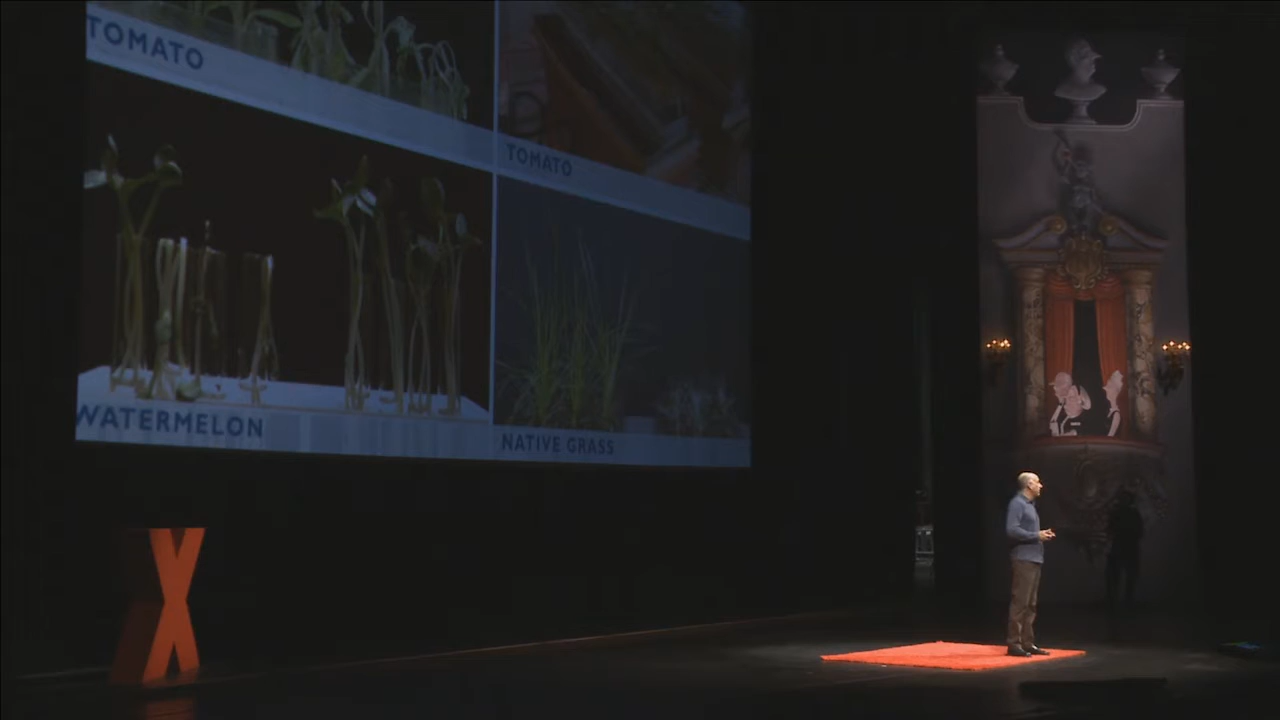 TOMATO
TOMATO
WATERMELON
NATIVE GRASS
X